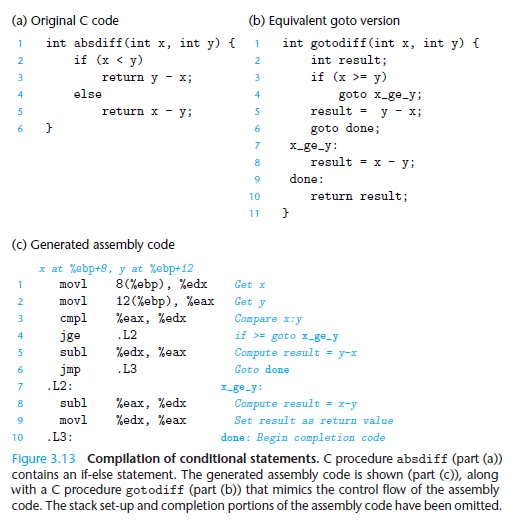 (a) Original C code
1 int absdiff(int x, int y) {
2 if (x < y)
3 return y - x;
4 else
5 return x - y;
6 }
(b) Equivalent goto version
1 int gotodiff(int x, int y) {
2 int result;
3 if (x >= y)
4 goto x_ge_y;
5 result = y - x;
6 goto done;
7 x_ge_y:
8 result = x - y;
9 done:
10 return result;
11 }
(c) Generated assembly code
x at %ebp+8, y at %ebp+12
1 movl 8(%ebp), %edx Get x
2 movl 12(%ebp), %eax Get y
3 cmpl %eax, %edx Compare x:y
4 jge .L2 if >= goto x_ge_y
5 subl %edx, %eax Compute result = y-x
6 jmp .L3 Goto done
7 .L2: x_ge_y:
8 subl %eax, %edx Compute result = x-y
9 movl %edx, %eax Set result as return value
10 .L3: done: Begin completion code
Figure 3.13 Compilation of conditional statements. C procedure absdiff (part (a))
contains an if-else statement. The generated assembly code is shown (part (c)), along
with a C procedure gotodiff (part (b)) that mimics the control flow of the assembly
code. The stack set-up and completion portions of the assembly code have been omitted.